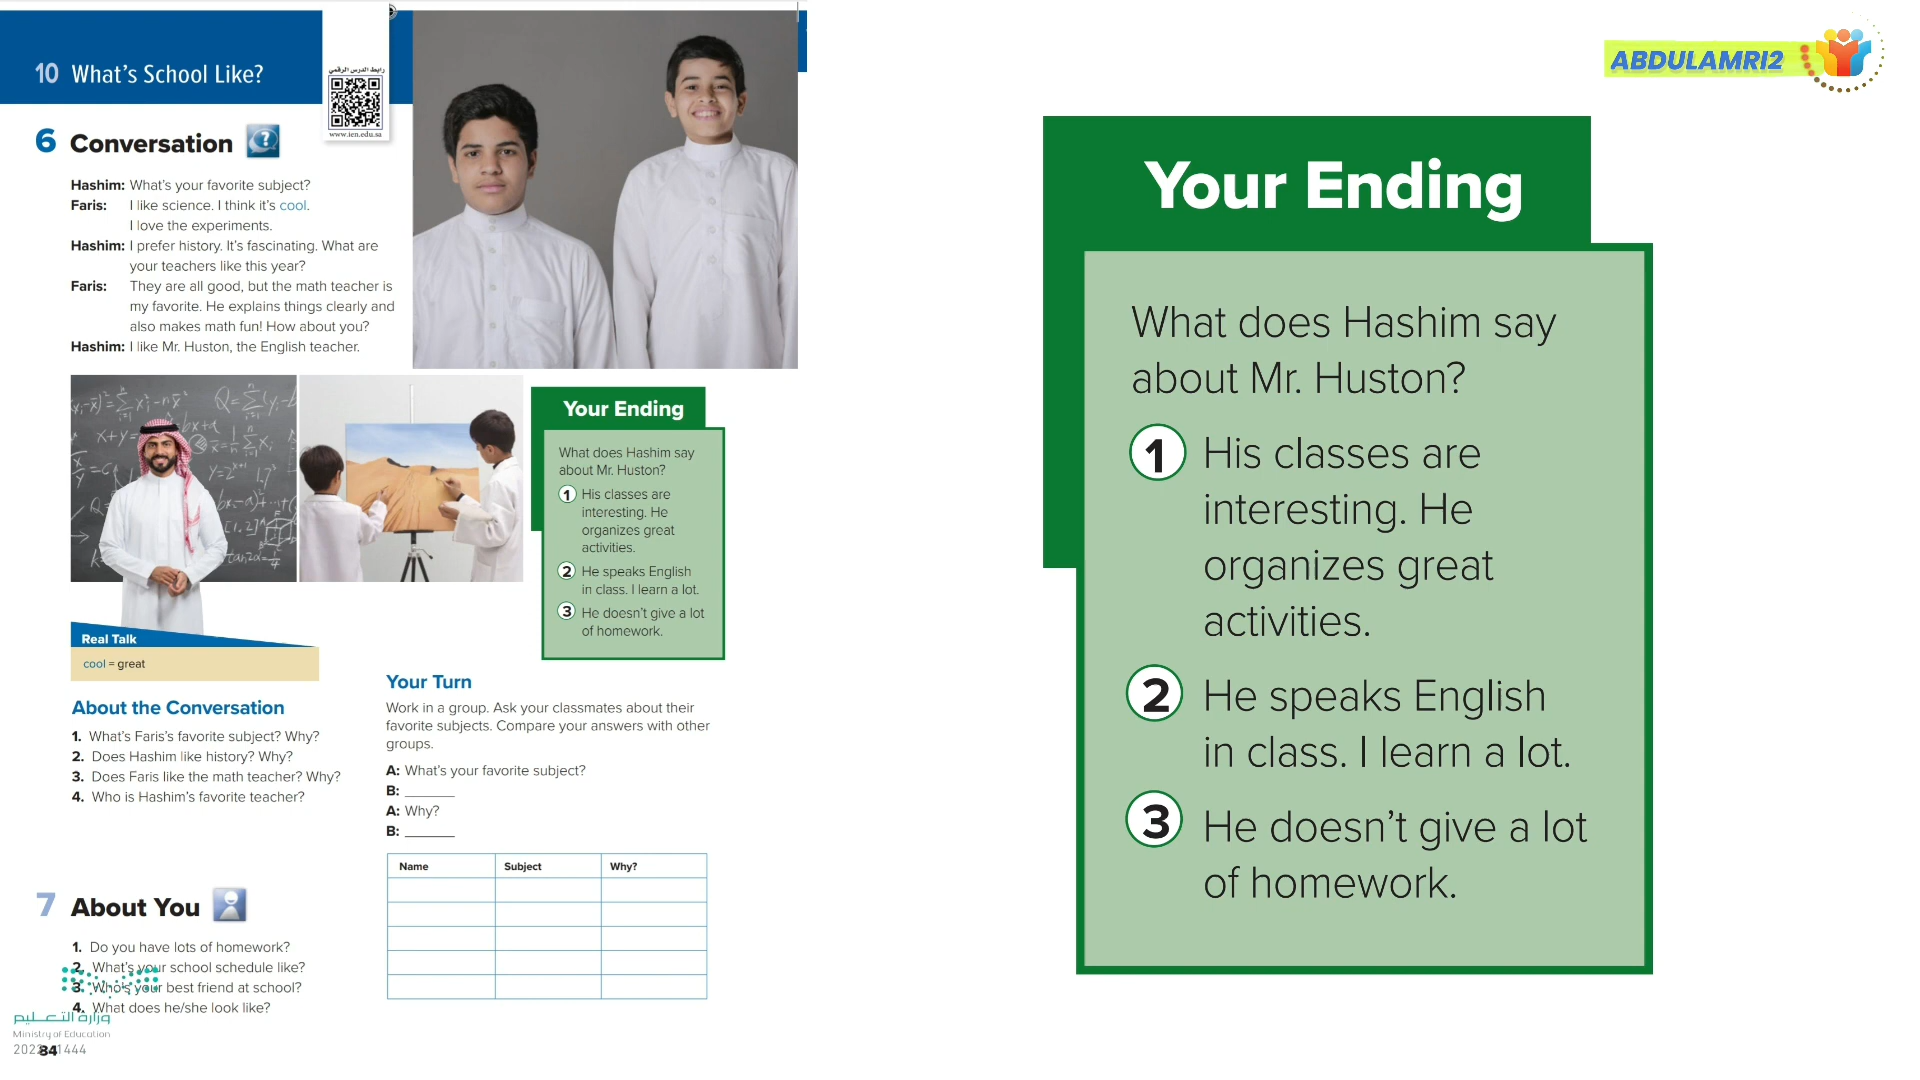 10 What's School Like?
رابط الدرس الرقمي
www.ien.edu.sa
6 Conversation
Hashim: What's your favorite subject?
Faris: I like science. I think it's cool.
I love the experiments.
Hashim: I prefer history. It's fascinating. What are
your teachers like this year?
Faris: They are all good, but the math teacher is
my favorite. He explains things clearly and
also makes math fun! How about you?
Hashim: I like Mr. Huston, the English teacher.
Your Ending
What does Hashim say
about Mr. Huston?
1 His classes are
interesting. He
organizes great
activities.
2 He speaks English
in class. I learn a lot.
3 He doesn't give a lot
of homework.
Real Talk
cool = great
About the Conversation
1. What's Faris's favorite subject? Why?
2. Does Hashim like history? Why?
3. Does Faris like the math teacher? Why?
4. Who is Hashim's favorite teacher?
Your Turn
Work in a group. Ask your classmates about their
favorite subjects. Compare your answers with other
groups.
A: What's your favorite subject?
B: ______
A: Why?
B: ______
Name Subject Why?
7 About You
1. Do you have lots of homework?
2. What's your school schedule like?
3. Who's your best friend at school?
4. What does he/she look like?
وزارة التعليم
Ministry of Education
84
1444
ABDULAMRI2
Your Ending
What does Hashim say
about Mr. Huston?
1 His classes are
interesting. He
organizes great
activities.
2 He speaks English
in class. I learn a lot.
3 He doesn't give a lot
of homework.